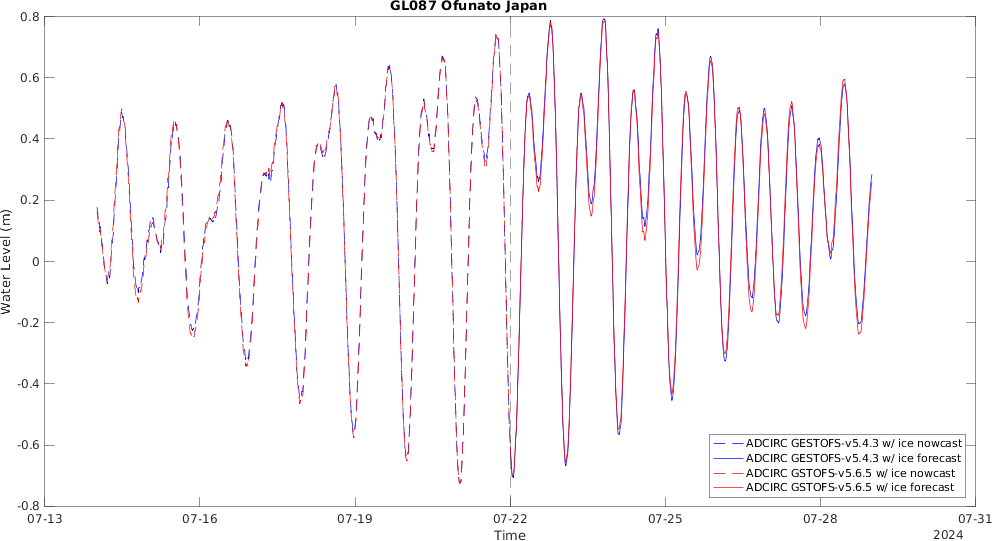 GL087 Ofunato Japan
0.8
0.6
0.4
0.2
0
-0.2
-0.4
-0.6
-0.8
Water Level (m)
ADCIRC GESTOFS-v5.4.3 w/ ice nowcast
ADCIRC GESTOFS-v5.4.3 w/ ice forecast
ADCIRC GSTOFS-v5.6.5 w/ ice nowcast
ADCIRC GSTOFS-v5.6.5 w/ ice forecast
07-13 07-16 07-19 07-22 07-25 07-28 07-31
Time
2024